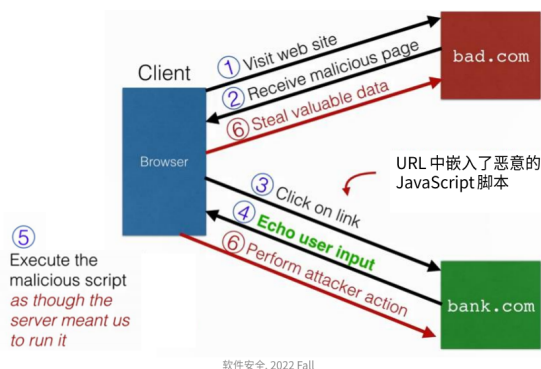 ① Visit web site
② Receive malicious page
⑥ Steal valuable data
bad.com
Client
Browser
URL 中嵌入了恶意的
JavaScript 脚本
③ Click on link
④ Echo user input
⑥ Perform attacker action
bank.com
⑤
Execute the
malicious script
as though the
server meant us
to run it
软件安全, 2022 Fall